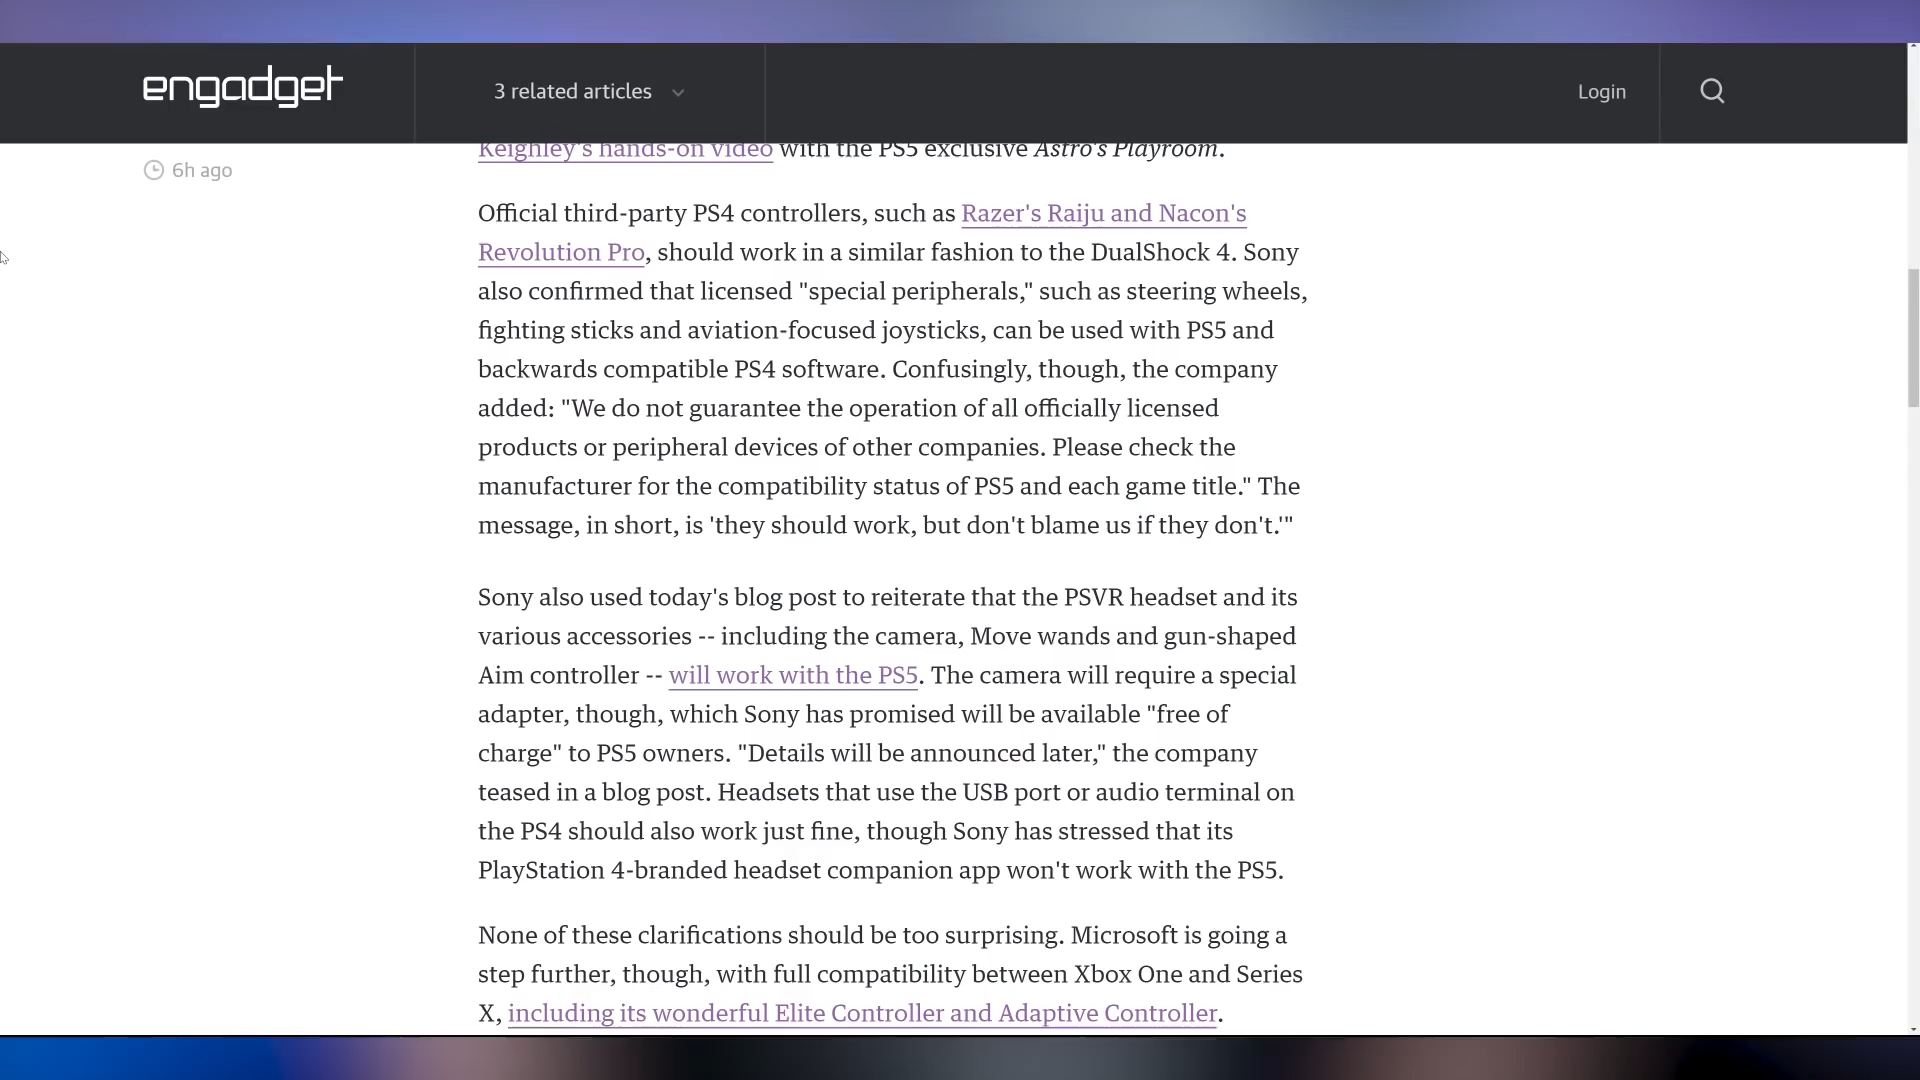 engadget
3 related articles
Login
6h ago
Keighley's hands-on video with the PS5 exclusive Astro's Playroom.
Official third-party PS4 controllers, such as Razer's Raiju and Nacon's
Revolution Pro, should work in a similar fashion to the DualShock 4. Sony
also confirmed that licensed "special peripherals," such as steering wheels,
fighting sticks and aviation-focused joysticks, can be used with PS5 and
backwards compatible PS4 software. Confusingly, though, the company
added: "We do not guarantee the operation of all officially licensed
products or peripheral devices of other companies. Please check the
manufacturer for the compatibility status of PS5 and each game title." The
message, in short, is 'they should work, but don't blame us if they don't.'"
Sony also used today's blog post to reiterate that the PSVR headset and its
various accessories -- including the camera, Move wands and gun-shaped
Aim controller -- will work with the PS5. The camera will require a special
adapter, though, which Sony has promised will be available "free of
charge" to PS5 owners. "Details will be announced later," the company
teased in a blog post. Headsets that use the USB port or audio terminal on
the PS4 should also work just fine, though Sony has stressed that its
PlayStation 4-branded headset companion app won't work with the PS5.
None of these clarifications should be too surprising. Microsoft is going a
step further, though, with full compatibility between Xbox One and Series
X, including its wonderful Elite Controller and Adaptive Controller.